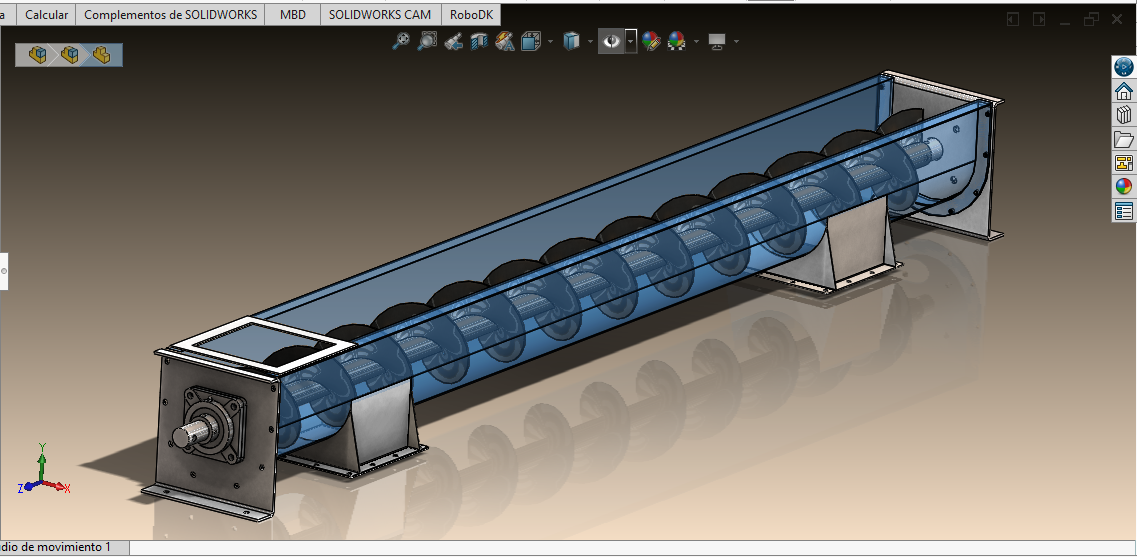 a Calcular Complementos de SOLIDWORKS MBD SOLIDWORKS CAM RoboDK
Y
Z X
dio de movimiento 1